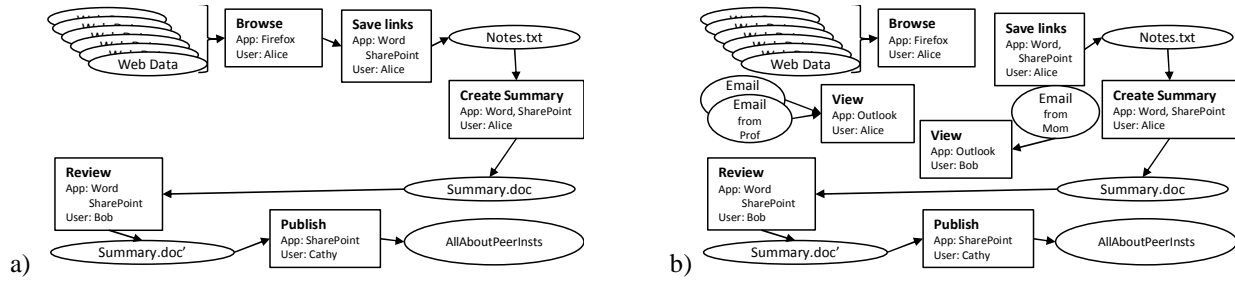 Web Data
Browse
App: Firefox
User: Alice
Save links
App: Word
SharePoint
User: Alice
Notes.txt
Create Summary
App: Word, SharePoint
User: Alice
Summary.doc
Review
App: Word
SharePoint
User: Bob
Summary.doc’
Publish
App: SharePoint
User: Cathy
AllAboutPeerInsts
a)
Web Data
Browse
App: Firefox
User: Alice
Save links
App: Word,
SharePoint
User: Alice
Notes.txt
Email
Email
from
Prof
View
App: Outlook
User: Alice
View
App: Outlook
User: Bob
Email
from
Mom
Create Summary
App: Word, SharePoint
User: Alice
Summary.doc
Review
App: Word
SharePoint
User: Bob
Summary.doc’
Publish
App: SharePoint
User: Cathy
AllAboutPeerInsts
b)